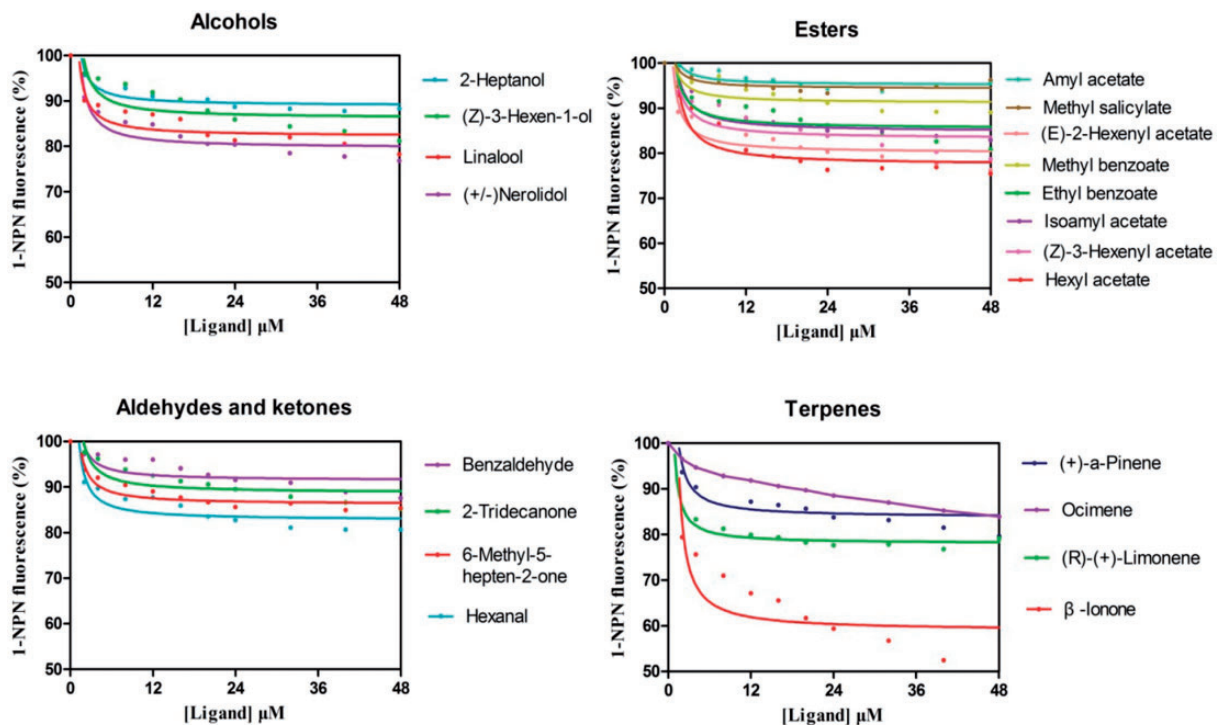 Alcohols
1-NPN fluorescence (%)
100
90
80
70
60
50
0
12
24
36
48
[Ligand] μM
2-Heptanol
(Z)-3-Hexen-1-ol
Linalool
(+/-)Nerolidol
Esters
1-NPN fluorescence (%)
100
90
80
70
60
50
0
12
24
36
48
[Ligand] μM
Amyl acetate
Methyl salicylate
(E)-2-Hexenyl acetate
Methyl benzoate
Ethyl benzoate
Isoamyl acetate
(Z)-3-Hexenyl acetate
Hexyl acetate
Aldehydes and ketones
1-NPN fluorescence (%)
100
90
80
70
60
50
0
12
24
36
48
[Ligand] μM
Benzaldehyde
2-Tridecanone
6-Methyl-5-
hepten-2-one
Hexanal
Terpenes
1-NPN fluorescence (%)
100
90
80
70
60
50
0
12
24
36
48
[Ligand] μM
(+)-a-Pinene
Ocimene
(R)-(+)-Limonene
β -Ionone